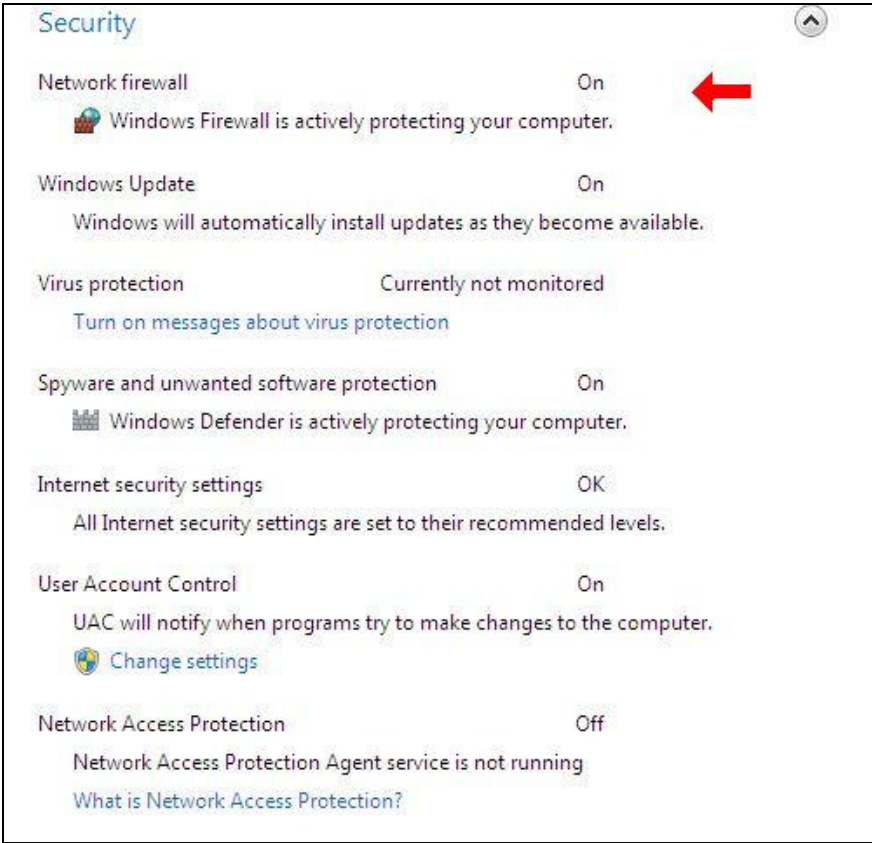 Security
Network firewall On
Windows Firewall is actively protecting your computer.
Windows Update On
Windows will automatically install updates as they become available.
Virus protection Currently not monitored
Turn on messages about virus protection
Spyware and unwanted software protection On
Windows Defender is actively protecting your computer.
Internet security settings OK
All Internet security settings are set to their recommended levels.
User Account Control On
UAC will notify when programs try to make changes to the computer.
Change settings
Network Access Protection Off
Network Access Protection Agent service is not running
What is Network Access Protection?